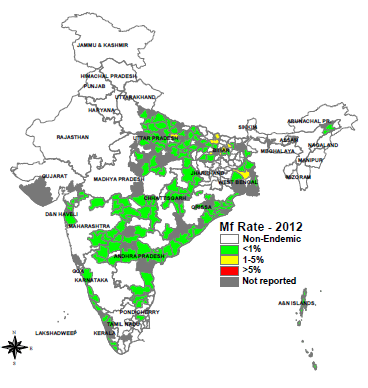 JAMMU & KASHMIR
HIMACHAL PRADESH
PUNJAB
UTTARAKHAND
HARYANA
SIKKIM
ARUNACHAL PR.
RAJASTHAN
UTTAR PRADESH
ASSAM
NAGALAND
BIHAR
MEGHALAYA
MANIPUR
GUJARAT
MADHYA PRADESH
JHARKHAND
WEST BENGAL
MIZORAM
CHHATTISGARH
ORISSA
D&N HAVELI
MAHARASHTRA
Mf Rate - 2012
Non-Endemic
<1%
1-5%
>5%
Not reported
ANDHRA PRADESH
GOA
KARNATAKA
A&N ISLANDS,
PONDICHERRY
TAMIL NADU
LAKSHADWEEP
KERALA
N
W
E
S